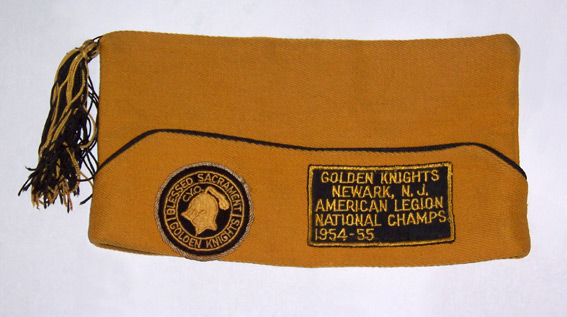 BLESSED SACRAMENT
C.Y.O.
GOLDEN KNIGHTS
GOLDEN KNIGHTS
NEWARK, N. J.
AMERICAN LEGION
NATIONAL CHAMPS
1954-55